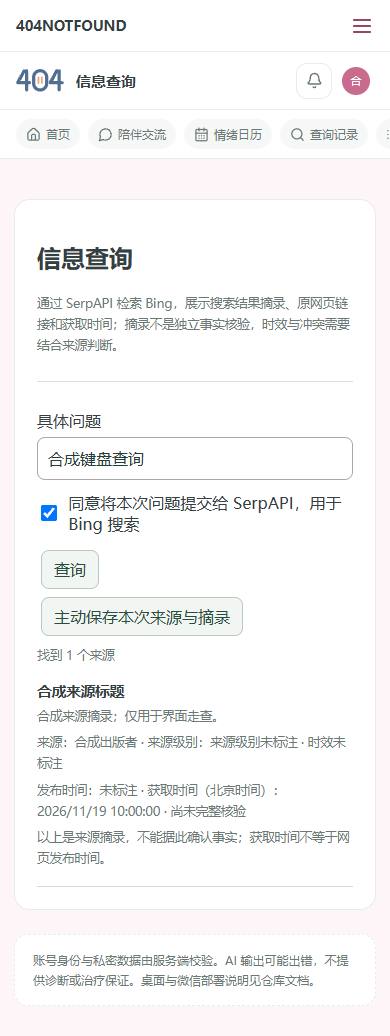 404NOTFOUND
404 信息查询
合
首页 陪伴交流 情绪日历 查询记录
信息查询
通过 SerpAPI 检索 Bing，展示搜索结果摘录、原网页链
接和获取时间；摘录不是独立事实核验，时效与冲突需要
结合来源判断。
具体问题
合成键盘查询
同意将本次问题提交给 SerpAPI，用于
Bing 搜索
查询
主动保存本次来源与摘录
找到 1 个来源
合成来源标题
合成来源摘录；仅用于界面走查。
来源：合成出版者 · 来源级别：来源级别未标注 · 时效未
标注
发布时间：未标注 · 获取时间（北京时间）：
2026/11/19 10:00:00 · 尚未完整核验
以上是来源摘录，不能据此确认事实；获取时间不等于网
页发布时间。
账号身份与私密数据由服务端校验。AI 输出可能出错，不提
供诊断或治疗保证。桌面与微信部署说明见仓库文档。